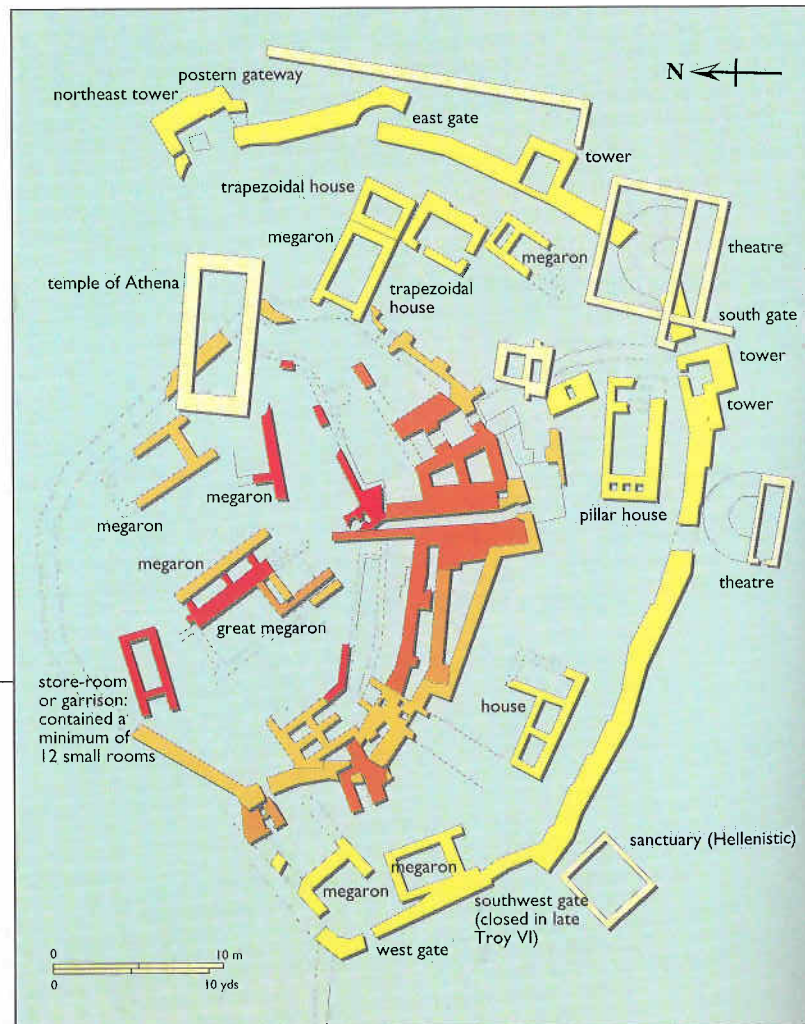 N
postern gateway
northeast tower
east gate
tower
trapezoidal house
megaron
megaron
theatre
temple of Athena
trapezoidal
house
south gate
tower
tower
megaron
megaron
pillar house
megaron
theatre
great megaron
store-room
or garrison:
contained a
minimum of
12 small rooms
house
sanctuary (Hellenistic)
megaron
megaron
southwest gate
(closed in late
Troy VI)
west gate
0 10 m
0 10 yds